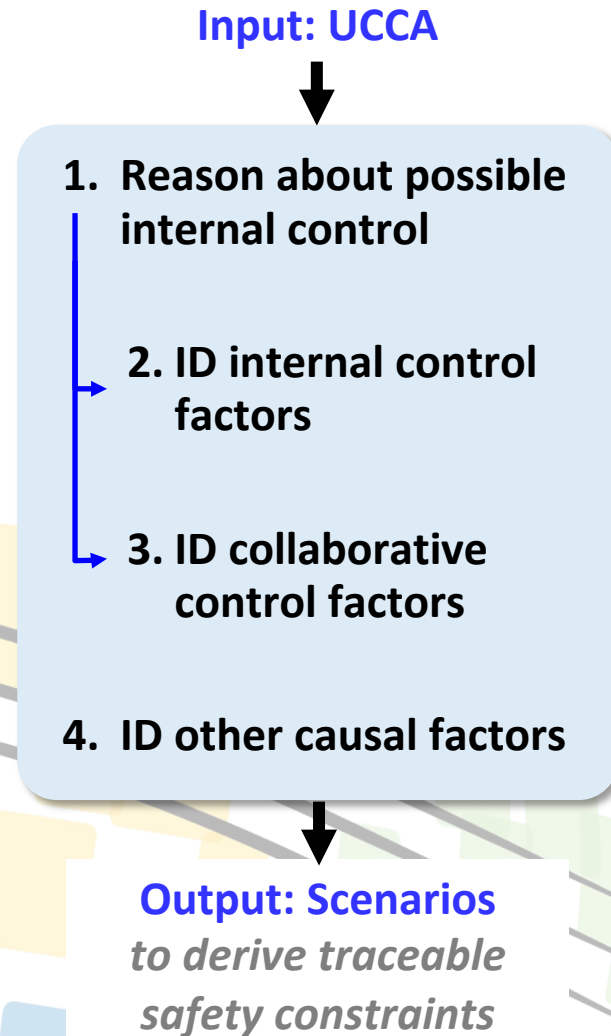 Input: UCCA
1. Reason about possible
internal control
2. ID internal control
factors
3. ID collaborative
control factors
4. ID other causal factors
Output: Scenarios
to derive traceable
safety constraints